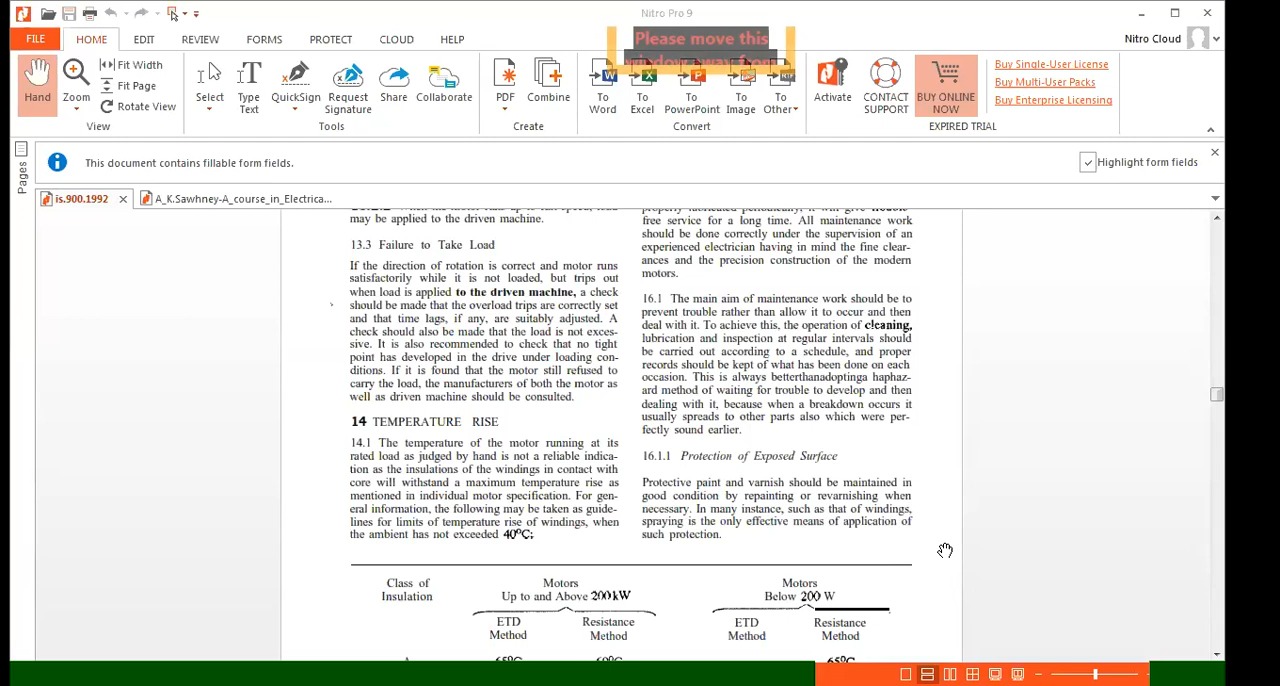 Nitro Pro 9
FILE HOME EDIT REVIEW FORMS PROTECT CLOUD HELP
Please move this
Nitro Cloud
Hand
Zoom
Fit Width
Fit Page
Rotate View
View
Select
Type Text
QuickSign
Request Signature
Share
Collaborate
Tools
PDF
Combine
Create
To Word
To Excel
To PowerPoint
To Image
To Other
Convert
Activate
CONTACT SUPPORT
BUY ONLINE NOW
Buy Single-User License
Buy Multi-User Packs
Buy Enterprise Licensing
EXPIRED TRIAL
Pages
This document contains fillable form fields.
Highlight form fields
is.900.1992
A_K.Sawhney-A_course_in_Electrica...
may be applied to the driven machine.
13.3 Failure to Take Load
If the direction of rotation is correct and motor runs
satisfactorily while it is not loaded, but trips out
when load is applied to the driven machine, a check
should be made that the overload trips are correctly set
and that time lags, if any, are suitably adjusted. A
check should also be made that the load is not exces-
sive. It is also recommended to check that no tight
point has developed in the drive under loading con-
ditions. If it is found that the motor still refused to
carry the load, the manufacturers of both the motor as
well as driven machine should be consulted.
14 TEMPERATURE RISE
14.1 The temperature of the motor running at its
rated load as judged by hand is not a reliable indica-
tion as the insulations of the windings in contact with
core will withstand a maximum temperature rise as
mentioned in individual motor specification. For gen-
eral information, the following may be taken as guide-
lines for limits of temperature rise of windings, when
the ambient has not exceeded 40°C;
free service for a long time. All maintenance work
should be done correctly under the supervision of an
experienced electrician having in mind the fine clear-
ances and the precision construction of the modern
motors.
16.1 The main aim of maintenance work should be to
prevent trouble rather than allow it to occur and then
deal with it. To achieve this, the operation of cleaning,
lubrication and inspection at regular intervals should
be carried out according to a schedule, and proper
records should be kept of what has been done on each
occasion. This is always betterthanadoptinga haphaz-
ard method of waiting for trouble to develop and then
dealing with it, because when a breakdown occurs it
usually spreads to other parts also which were per-
fectly sound earlier.
16.1.1 Protection of Exposed Surface
Protective paint and varnish should be maintained in
good condition by repainting or revarnishing when
necessary. In many instance, such as that of windings,
spraying is the only effective means of application of
such protection.
Class of Insulation
Motors
Up to and Above 200 kW
Motors
Below 200 W
ETD Method
Resistance Method
ETD Method
Resistance Method